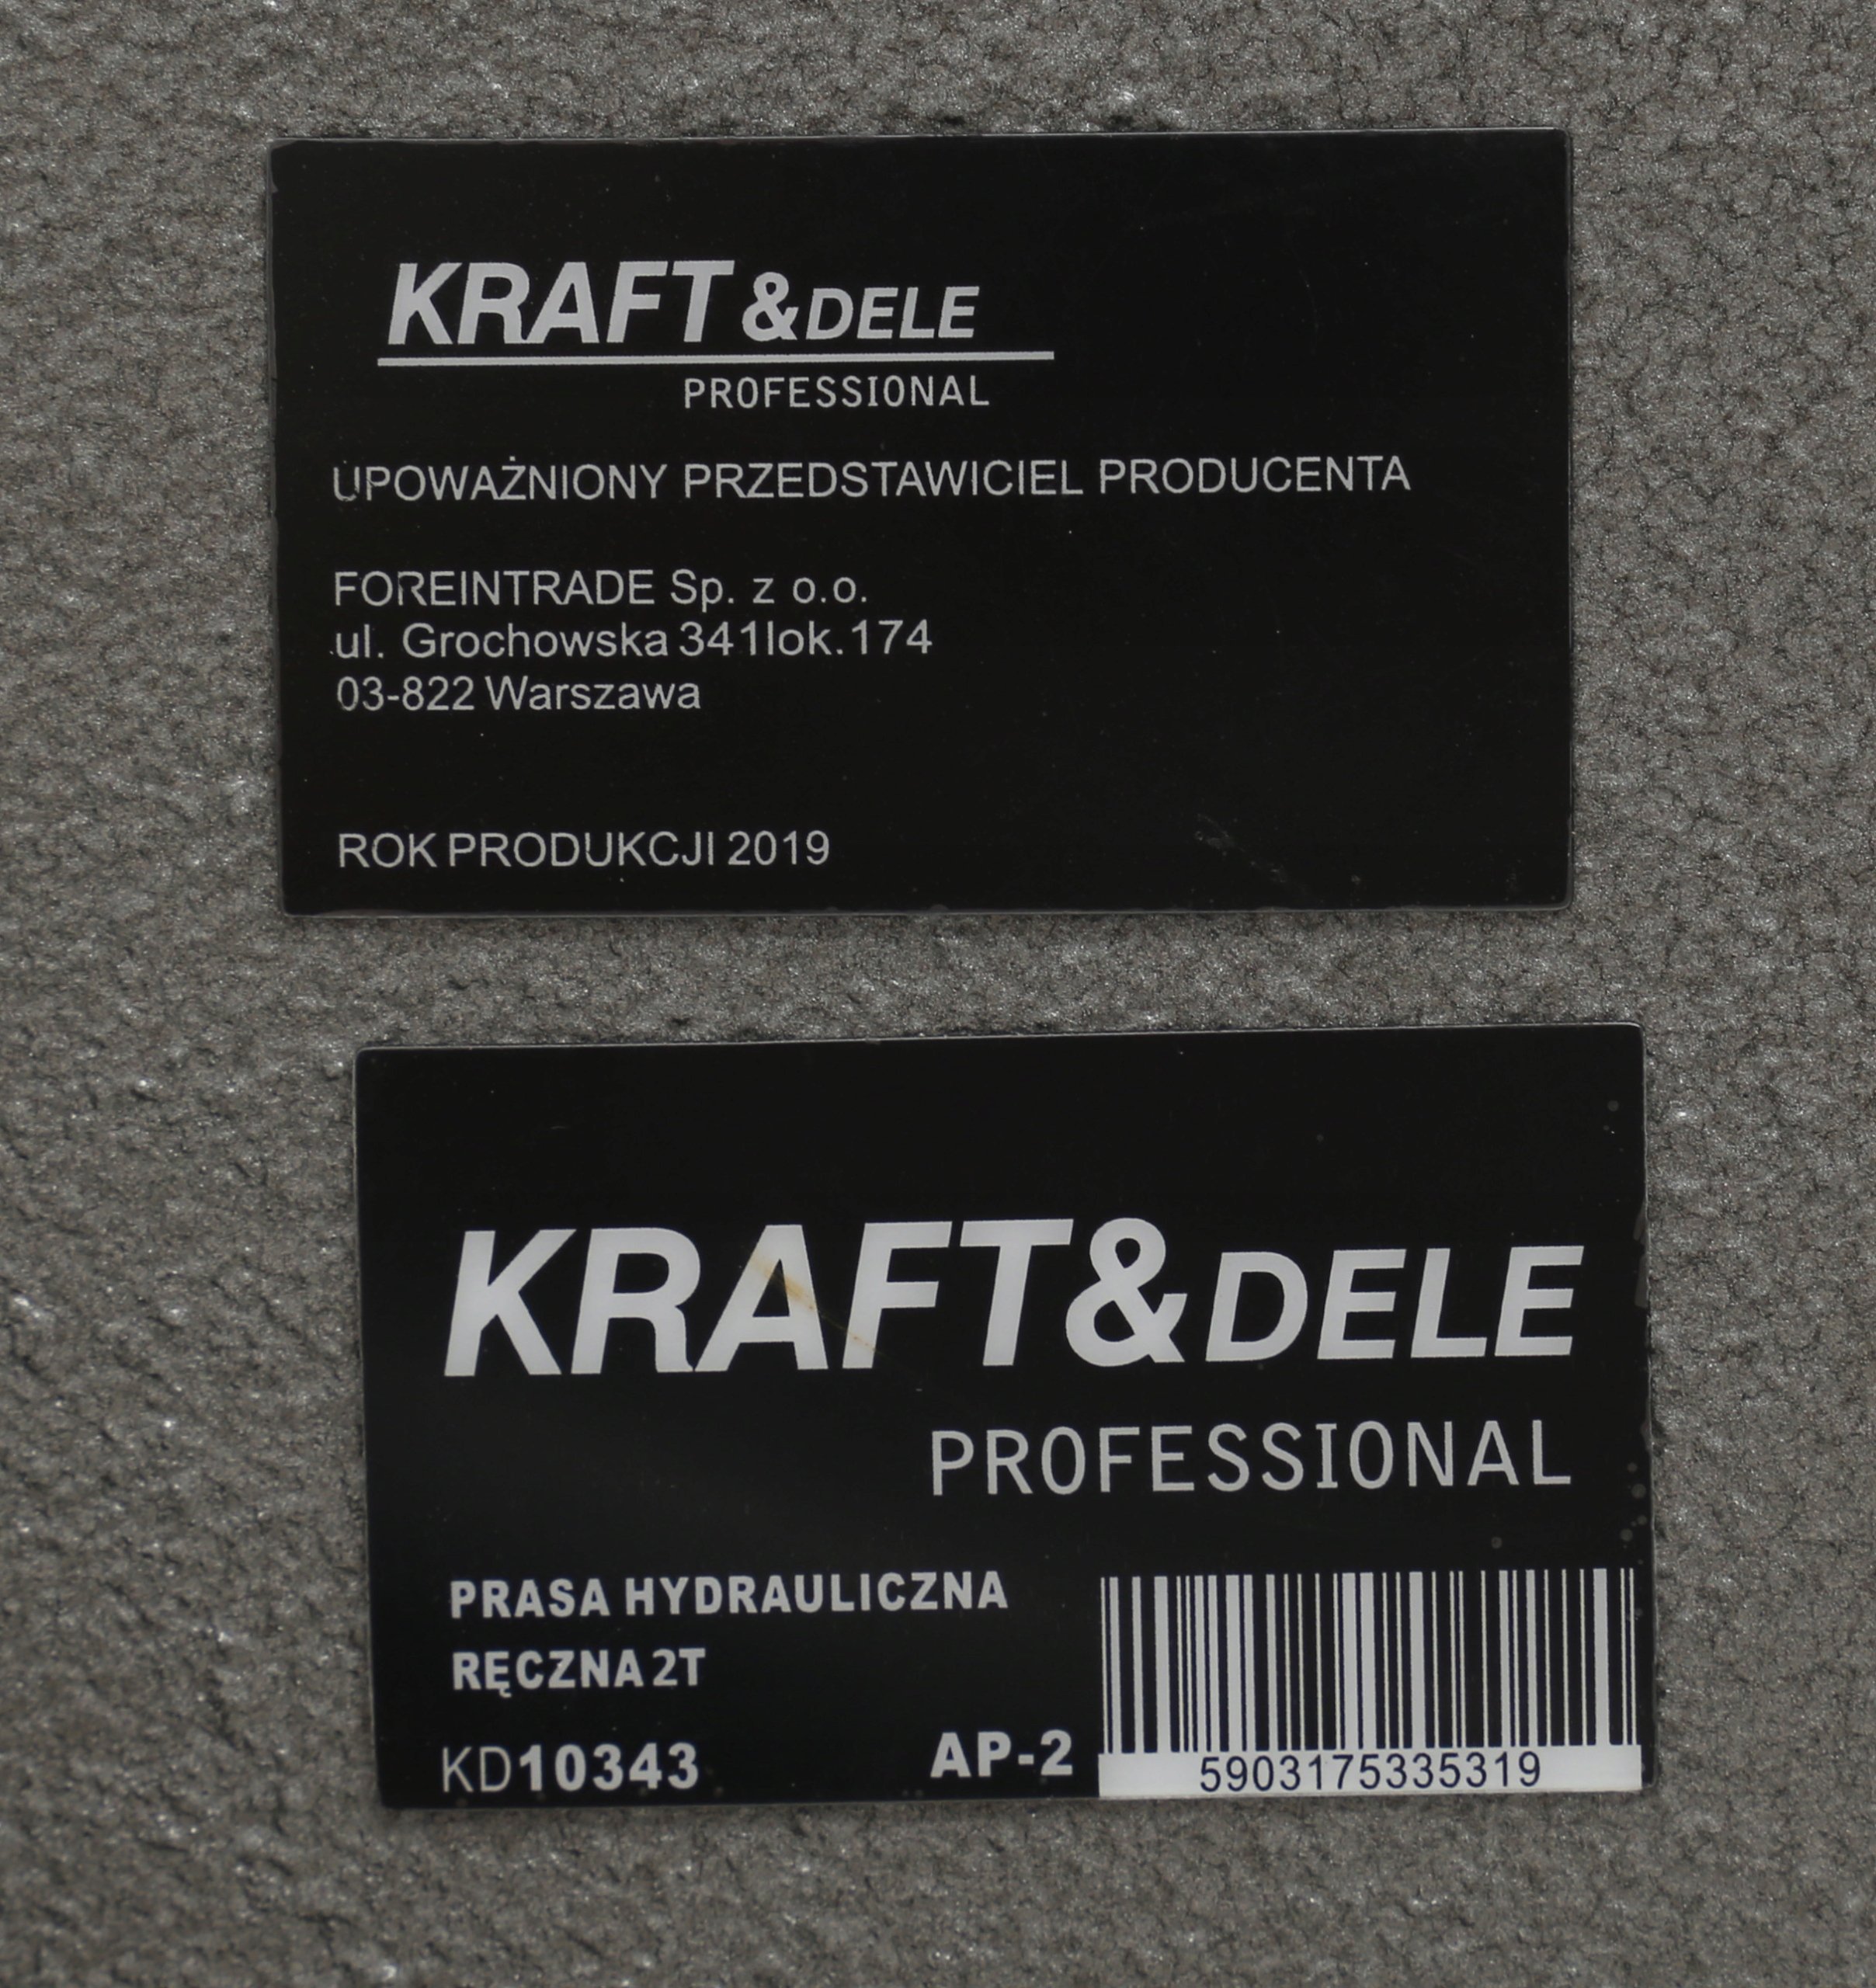 KRAFT & DELE
PROFESSIONAL
UPOWAŻNIONY PRZEDSTAWICIEL PRODUCENTA
FOREINTRADE Sp. z o.o.
ul. Grochowska 341lok.174
03-822 Warszawa
ROK PRODUKCJI 2019
KRAFT&DELE
PROFESSIONAL
PRASA HYDRAULICZNA
RĘCZNA 2T
KD10343 AP-2
5903175335319